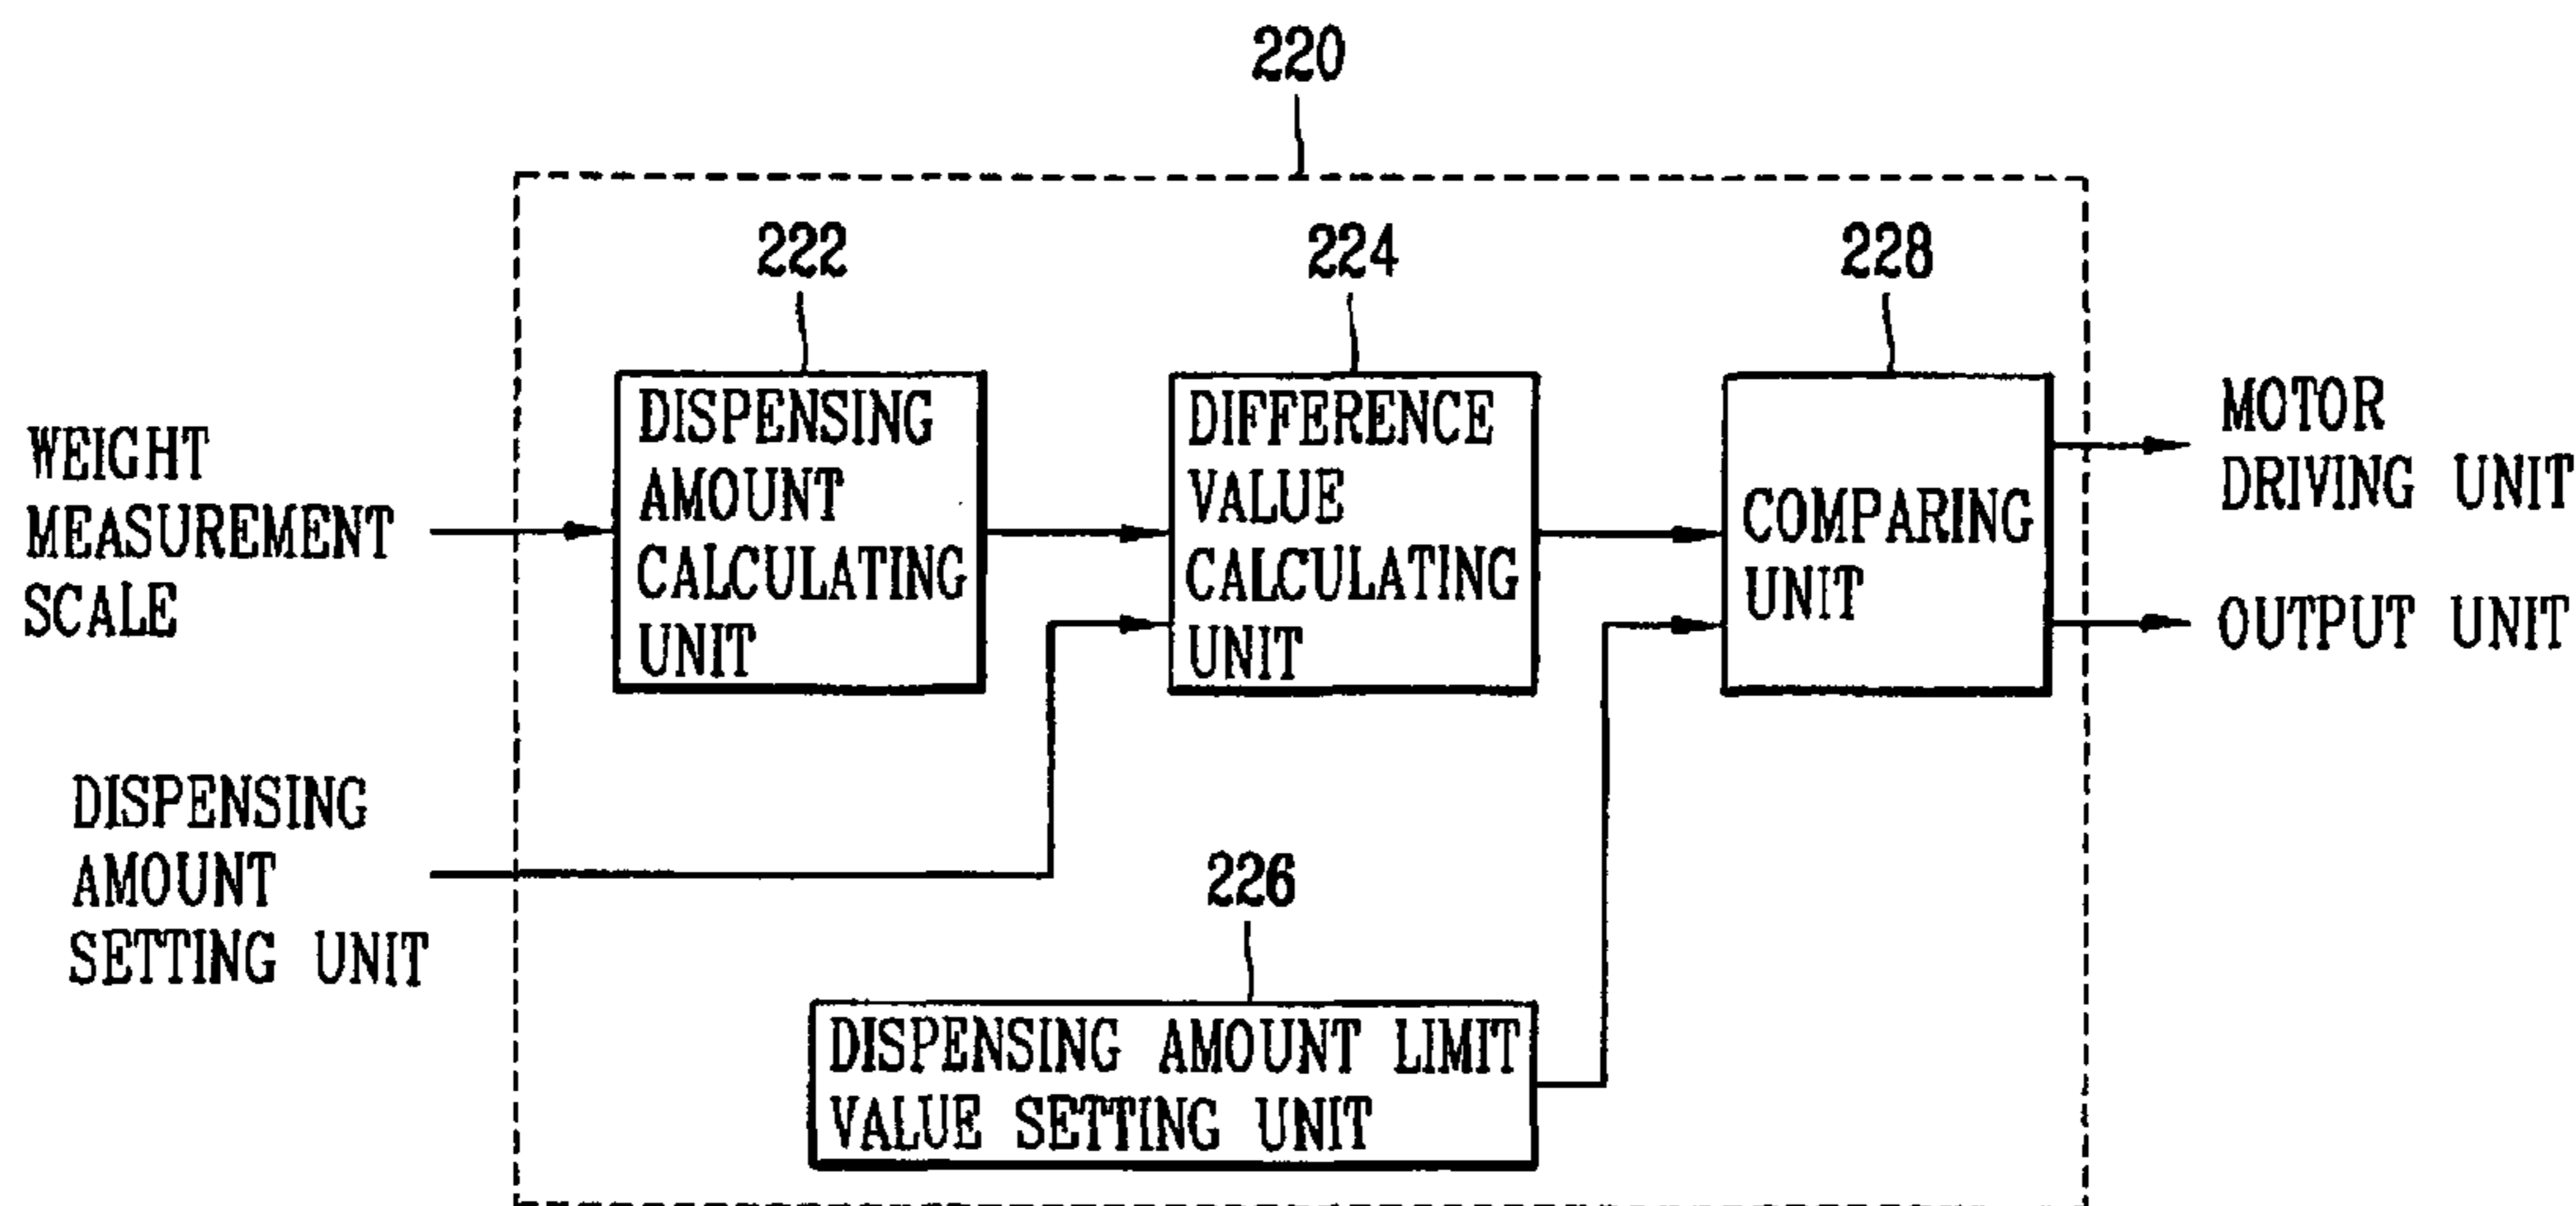 220
222
224
228
WEIGHT
MEASUREMENT
SCALE
DISPENSING
AMOUNT
CALCULATING
UNIT
DIFFERENCE
VALUE
CALCULATING
UNIT
COMPARING
UNIT
MOTOR
DRIVING UNIT
OUTPUT UNIT
DISPENSING
AMOUNT
SETTING UNIT
226
DISPENSING AMOUNT LIMIT
VALUE SETTING UNIT